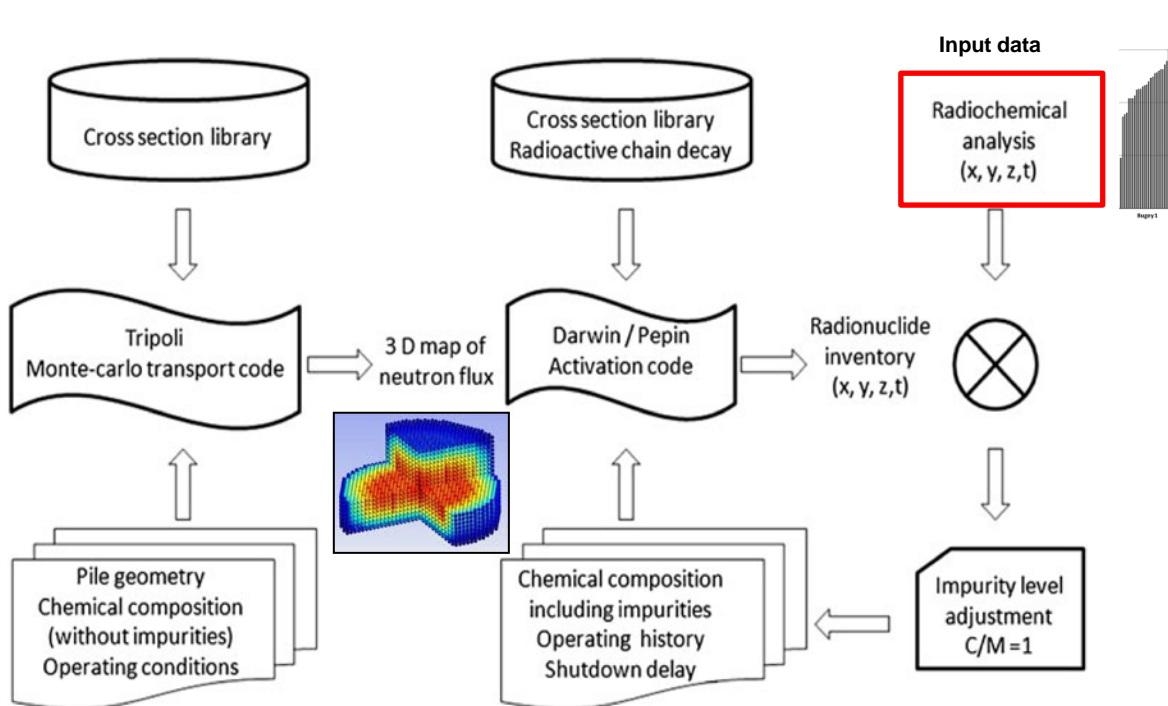 Input data
Cross section library
Cross section library
Radioactive chain decay
Radiochemical
analysis
(x, y, z,t)
Bugey1
Tripoli
Monte-carlo transport code
3 D map of
neutron flux
Darwin / Pepin
Activation code
Radionuclide
inventory
(x, y, z,t)
Pile geometry
Chemical composition
(without impurities)
Operating conditions
Chemical composition
including impurities
Operating history
Shutdown delay
Impurity level
adjustment
C/M =1